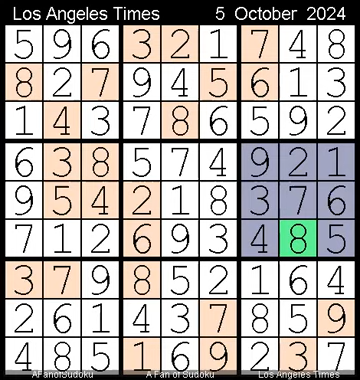 Los Angeles Times 5 October 2024
5 9 6 3 2 1 7 4 8
8 2 7 9 4 5 6 1 3
1 4 3 7 8 6 5 9 2
6 3 8 5 7 4 9 2 1
9 5 4 2 1 8 3 7 6
7 1 2 6 9 3 4 8 5
3 7 9 8 5 2 1 6 4
2 6 1 4 3 7 8 5 9
4 8 5 1 6 9 2 3 7
AFanofSudoku A Fan of Sudoku Los Angeles Times